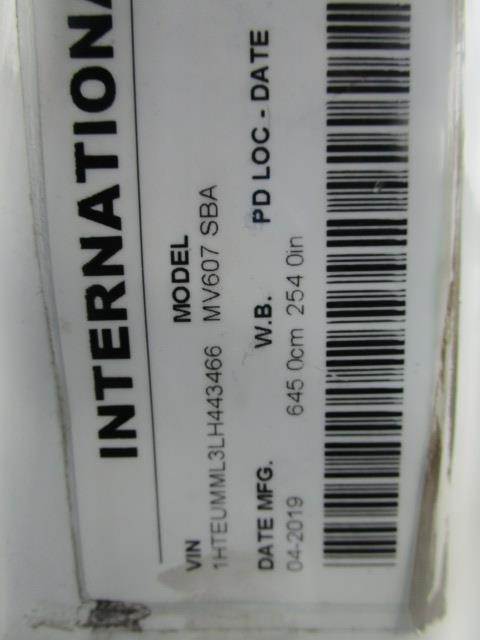 INTERNATIONA
VIN MODEL
1HTEUMML3LH443466 MV607 SBA
DATE MFG. W.B. PD LOC - DATE
04-2019 645 0cm 254 0in